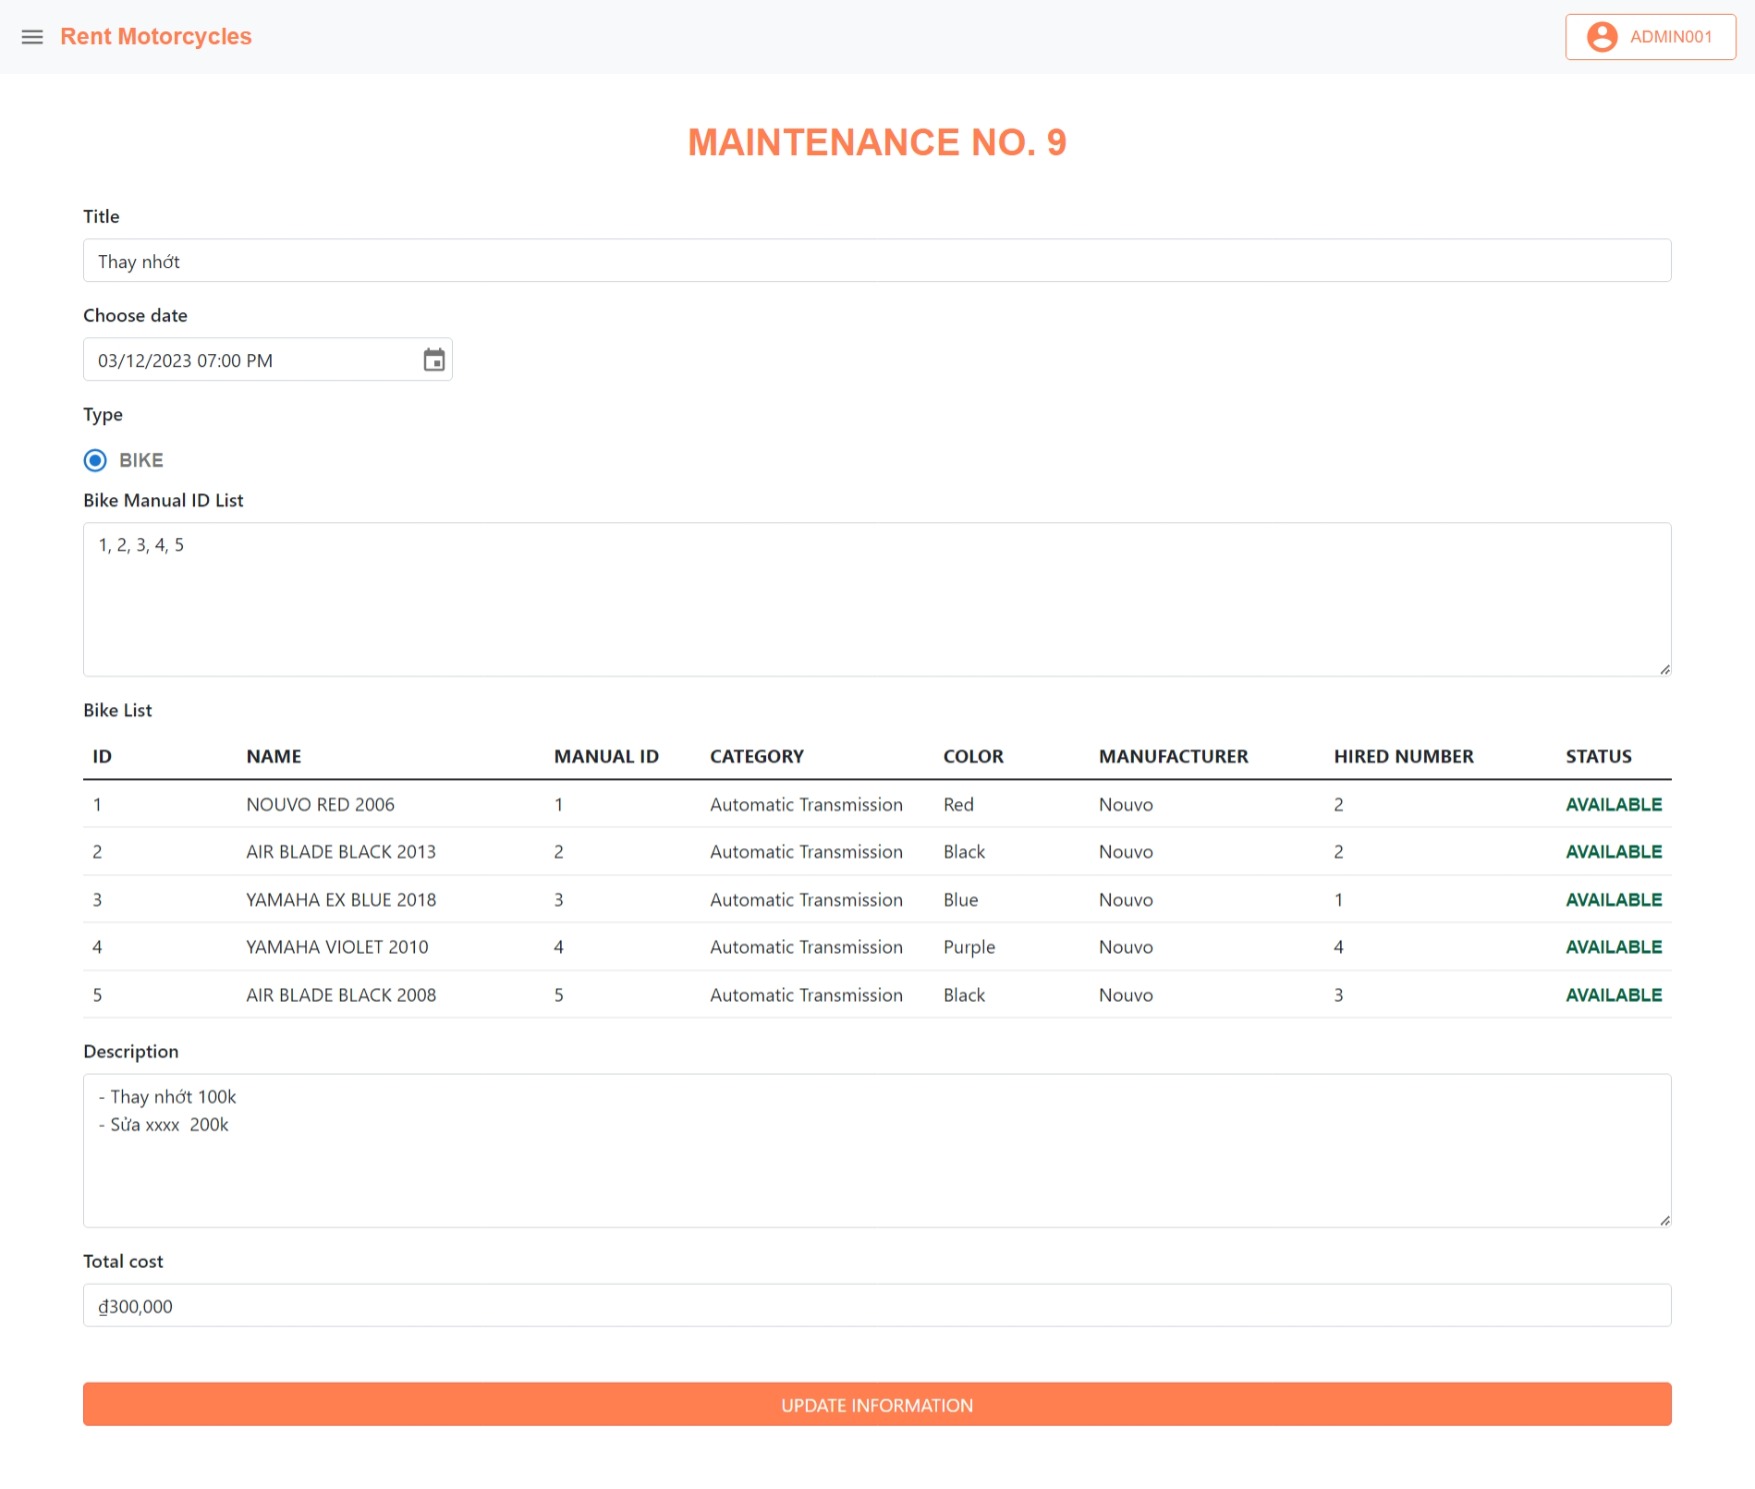 Rent Motorcycles
ADMIN001
MAINTENANCE NO. 9
Title
Thay nhớt
Choose date
03/12/2023 07:00 PM
Type
BIKE
Bike Manual ID List
1, 2, 3, 4, 5
Bike List
ID NAME MANUAL ID CATEGORY COLOR MANUFACTURER HIRED NUMBER STATUS
1 NOUVO RED 2006 1 Automatic Transmission Red Nouvo 2 AVAILABLE
2 AIR BLADE BLACK 2013 2 Automatic Transmission Black Nouvo 2 AVAILABLE
3 YAMAHA EX BLUE 2018 3 Automatic Transmission Blue Nouvo 1 AVAILABLE
4 YAMAHA VIOLET 2010 4 Automatic Transmission Purple Nouvo 4 AVAILABLE
5 AIR BLADE BLACK 2008 5 Automatic Transmission Black Nouvo 3 AVAILABLE
Description
- Thay nhớt 100k
- Sửa xxxx  200k
Total cost
₫300,000
UPDATE INFORMATION